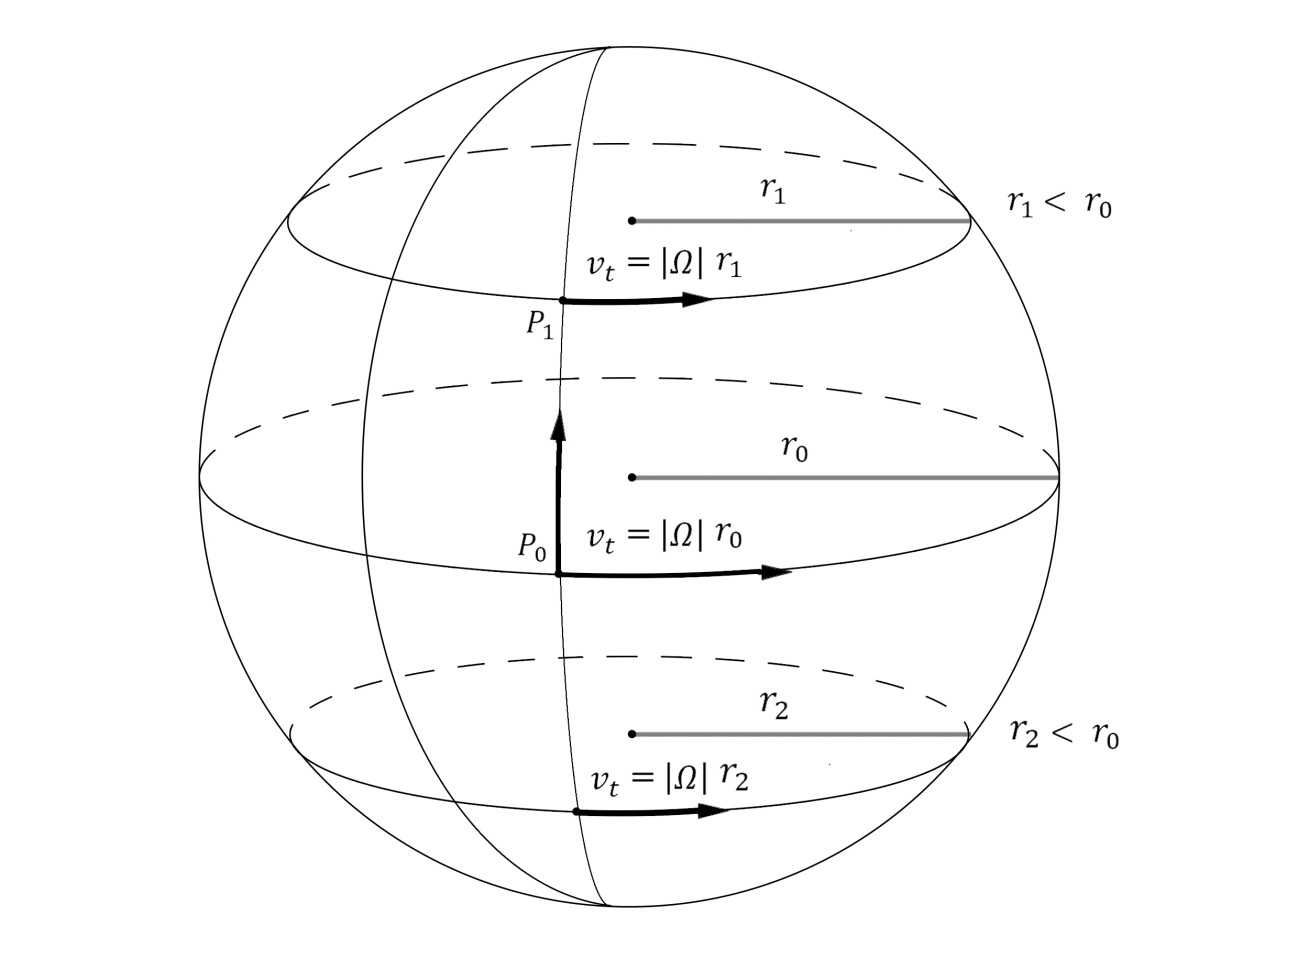 r₁
r₁ < r₀
vₜ = |Ω| r₁
P₁
r₀
vₜ = |Ω| r₀
P₀
r₂
r₂ < r₀
vₜ = |Ω| r₂